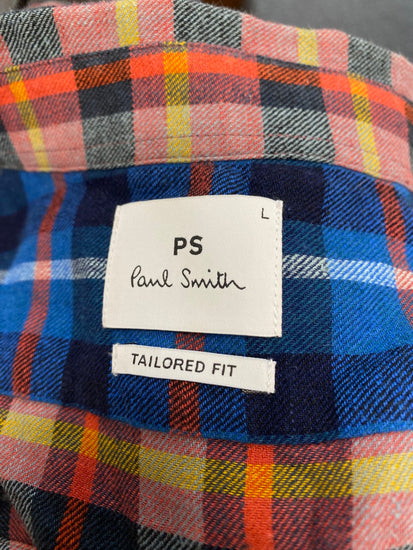 L
PS
Paul Smith
TAILORED FIT